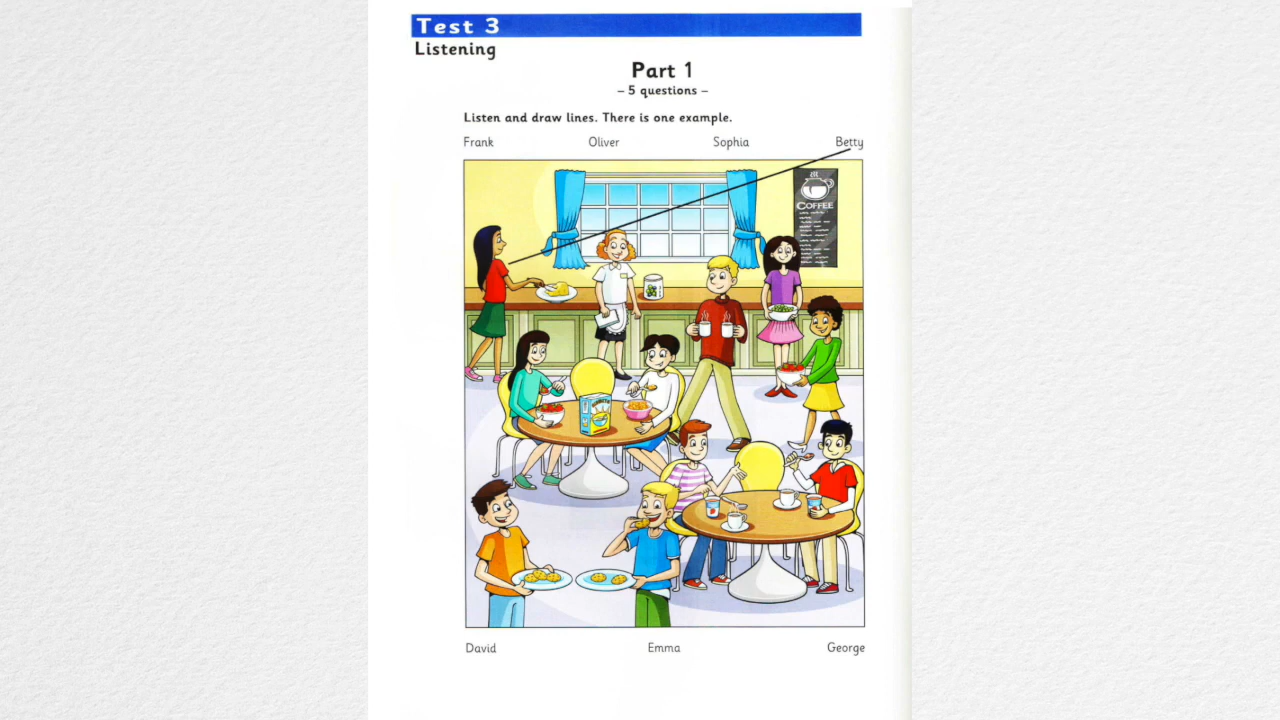 Test 3
Listening
Part 1
– 5 questions –
Listen and draw lines. There is one example.
Frank Oliver Sophia Betty
COFFEE
David Emma George